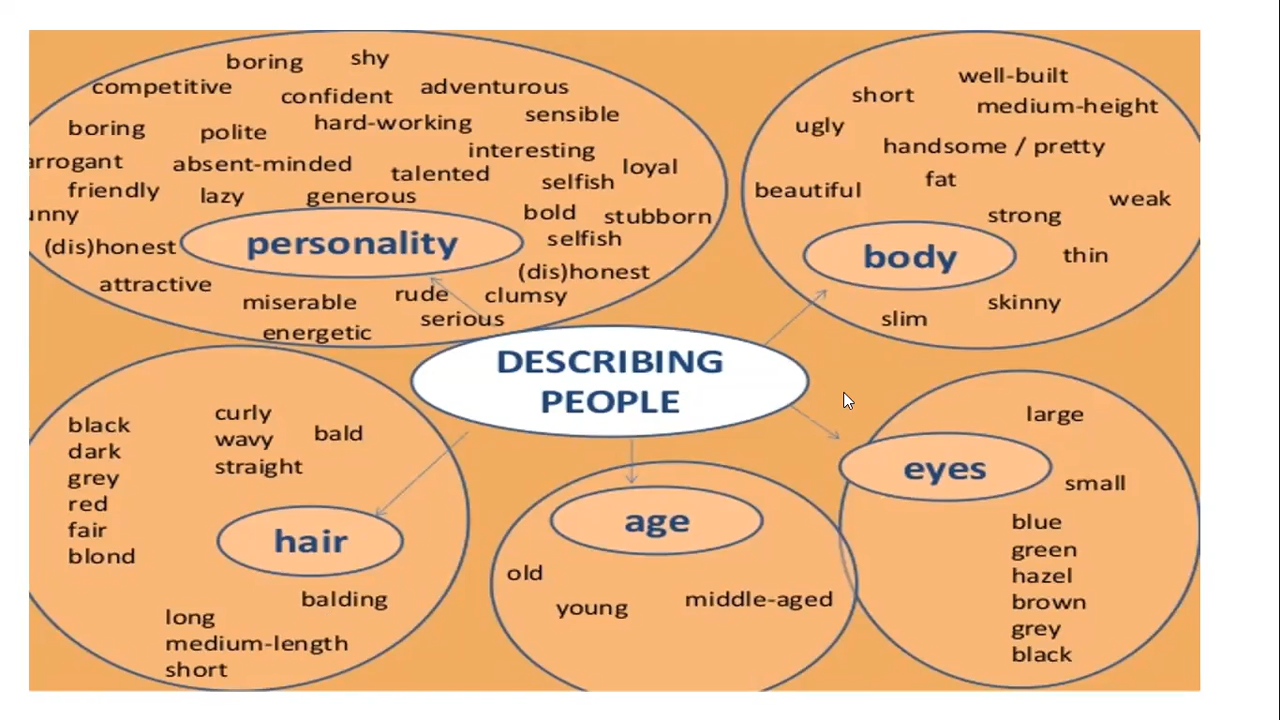 boring shy
competitive confident adventurous
boring polite hard-working sensible
arrogant absent-minded interesting
talented selfish loyal
friendly lazy generous
unny bold stubborn
(dis)honest personality selfish
(dis)honest
attractive miserable rude clumsy
energetic serious
well-built
short medium-height
ugly
handsome / pretty
beautiful fat
weak
strong
body thin
skinny
slim
DESCRIBING
PEOPLE
black
dark
grey
red
fair
blond
curly
wavy
straight
bald
hair
balding
long
medium-length
short
age
old
young middle-aged
large
eyes
small
blue
green
hazel
brown
grey
black